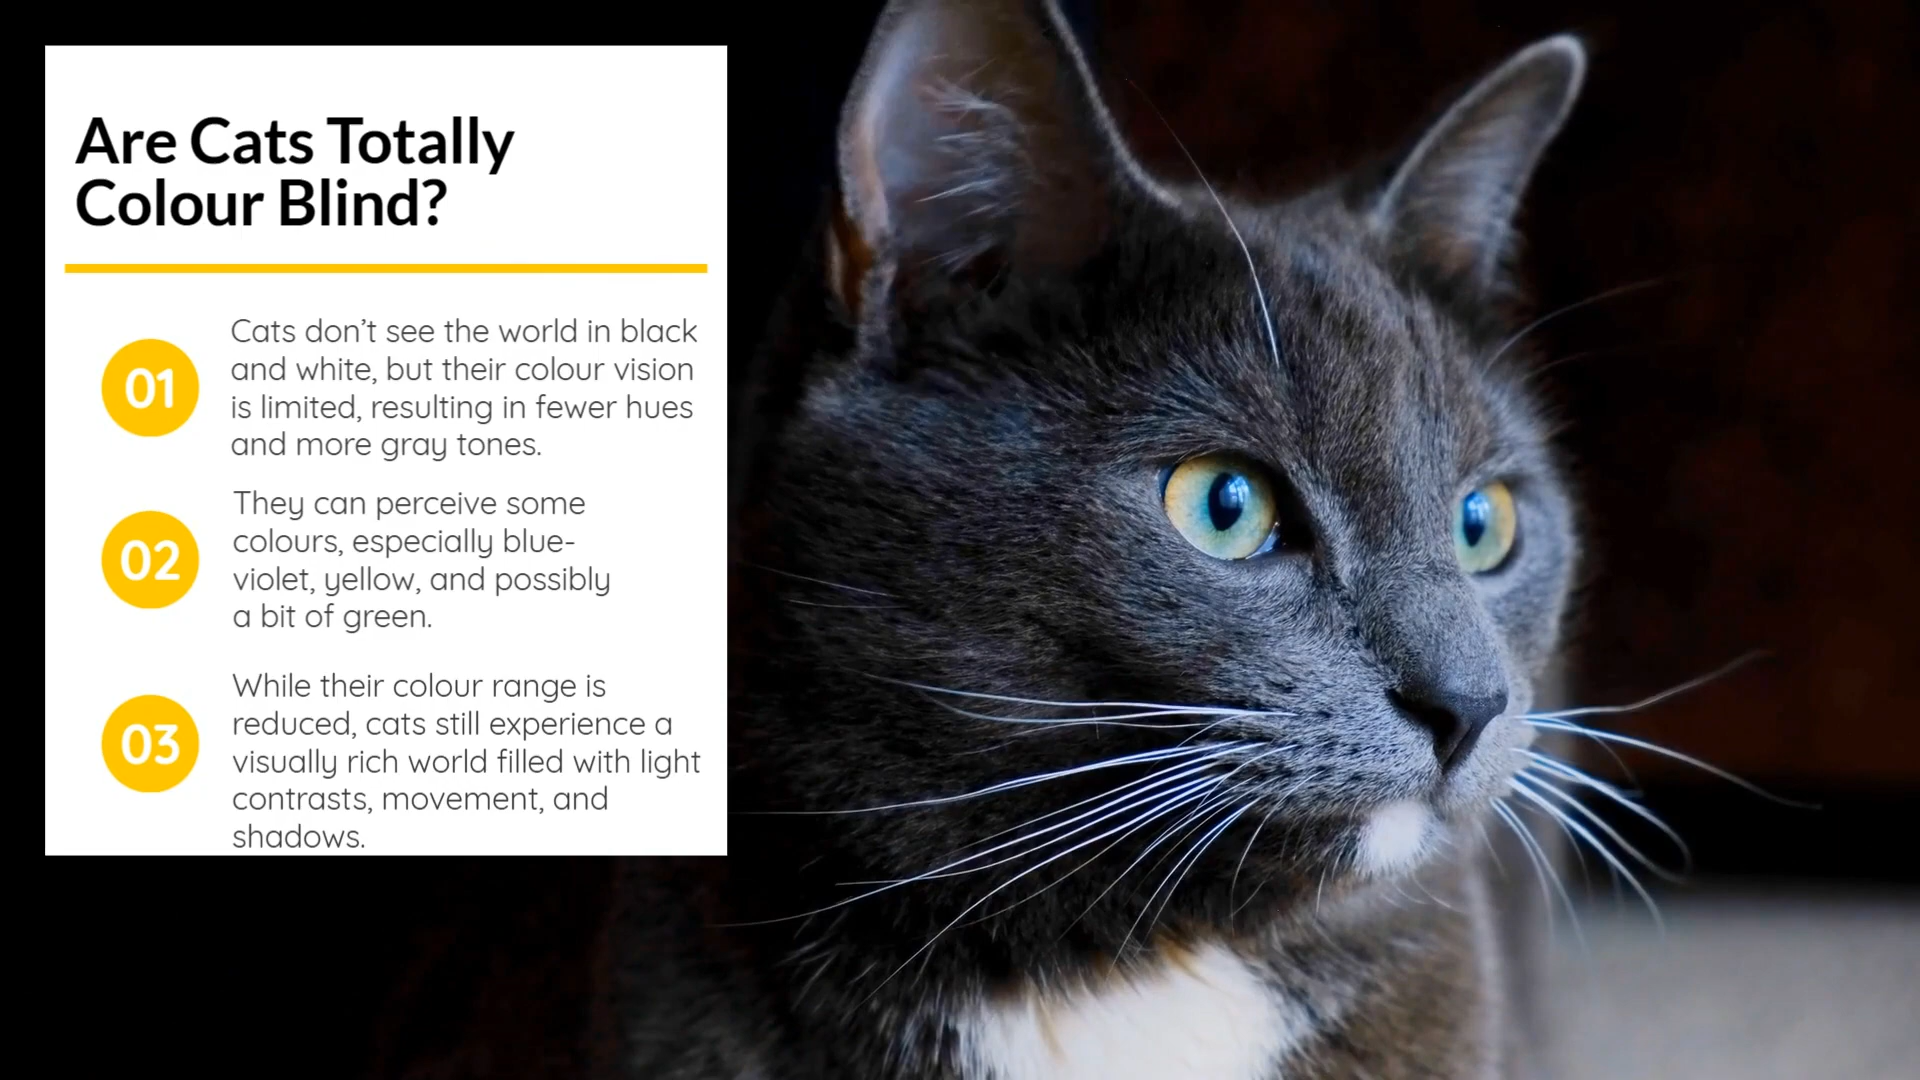 Are Cats Totally
Colour Blind?
01
Cats don’t see the world in black
and white, but their colour vision
is limited, resulting in fewer hues
and more gray tones.
02
They can perceive some
colours, especially blue-
violet, yellow, and possibly
a bit of green.
03
While their colour range is
reduced, cats still experience a
visually rich world filled with light
contrasts, movement, and
shadows.